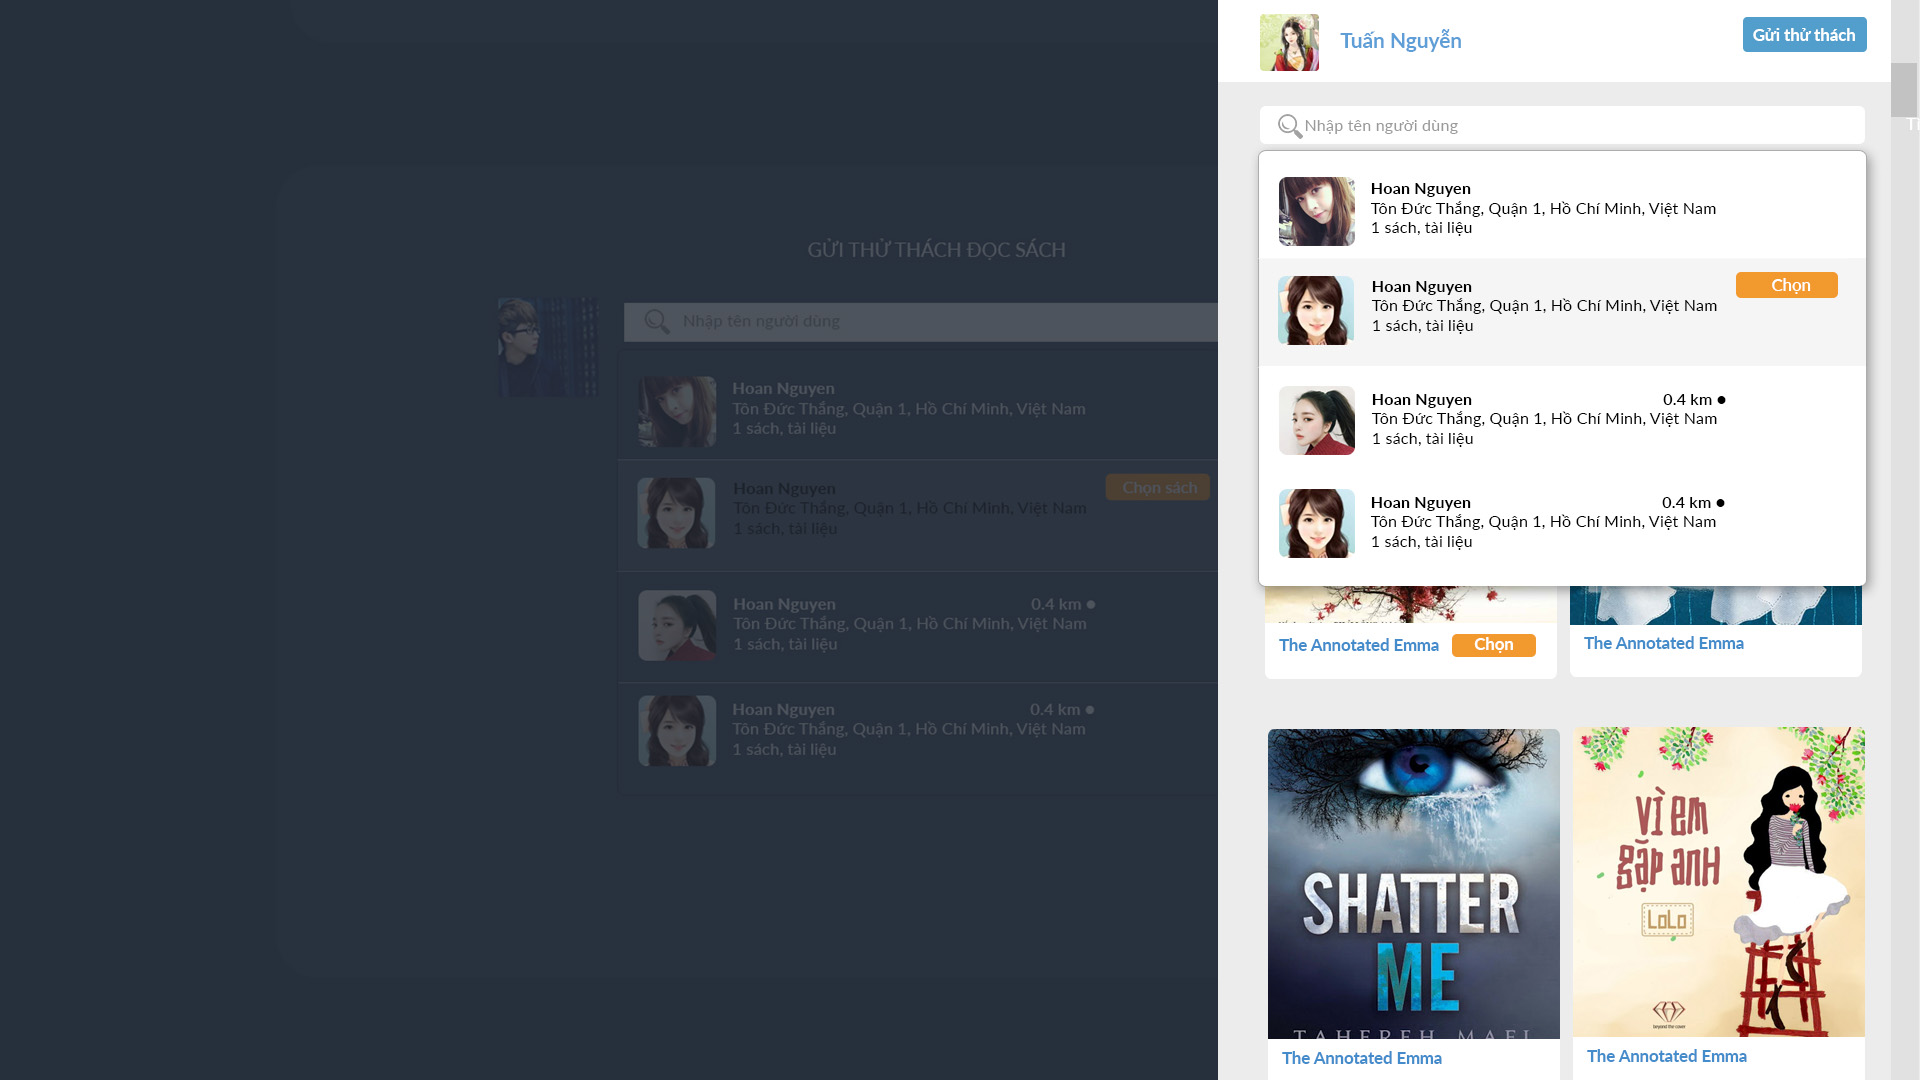 GỬI THỬ THÁCH ĐỌC SÁCH
Nhập tên người dùng
Hoan Nguyen
Tôn Đức Thắng, Quận 1, Hồ Chí Minh, Việt Nam
1 sách, tài liệu
Hoan Nguyen
Chọn sách
Tôn Đức Thắng, Quận 1, Hồ Chí Minh, Việt Nam
1 sách, tài liệu
Hoan Nguyen
0.4 km ●
Tôn Đức Thắng, Quận 1, Hồ Chí Minh, Việt Nam
1 sách, tài liệu
Hoan Nguyen
0.4 km ●
Tôn Đức Thắng, Quận 1, Hồ Chí Minh, Việt Nam
1 sách, tài liệu
Tuấn Nguyễn
Gửi thử thách
Nhập tên người dùng
Hoan Nguyen
Tôn Đức Thắng, Quận 1, Hồ Chí Minh, Việt Nam
1 sách, tài liệu
Hoan Nguyen
Chọn
Tôn Đức Thắng, Quận 1, Hồ Chí Minh, Việt Nam
1 sách, tài liệu
Hoan Nguyen
0.4 km ●
Tôn Đức Thắng, Quận 1, Hồ Chí Minh, Việt Nam
1 sách, tài liệu
Hoan Nguyen
0.4 km ●
Tôn Đức Thắng, Quận 1, Hồ Chí Minh, Việt Nam
1 sách, tài liệu
The Annotated Emma
Chọn
The Annotated Emma
SHATTER
ME
TAHEREH MAFI
The Annotated Emma
Vì em
gặp anh
LoLo
beyond the cover
The Annotated Emma